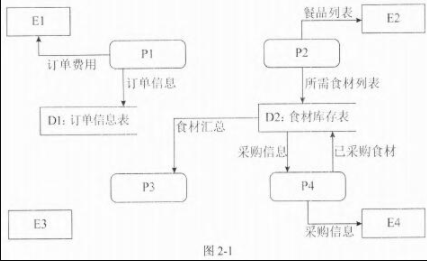 E1
餐品列表
E2
P1
P2
订单费用
订单信息
所需食材列表
D1：订单信息表
D2：食材库存表
食材汇总
采购信息
已采购食材
P3
P4
E3
采购信息
E4
图 2-1